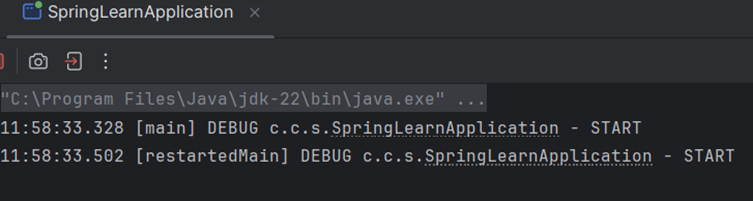 SpringLearnApplication
"C:\Program Files\Java\jdk-22\bin\java.exe" ...
11:58:33.328 [main] DEBUG c.c.s.SpringLearnApplication - START
11:58:33.502 [restartedMain] DEBUG c.c.s.SpringLearnApplication - START